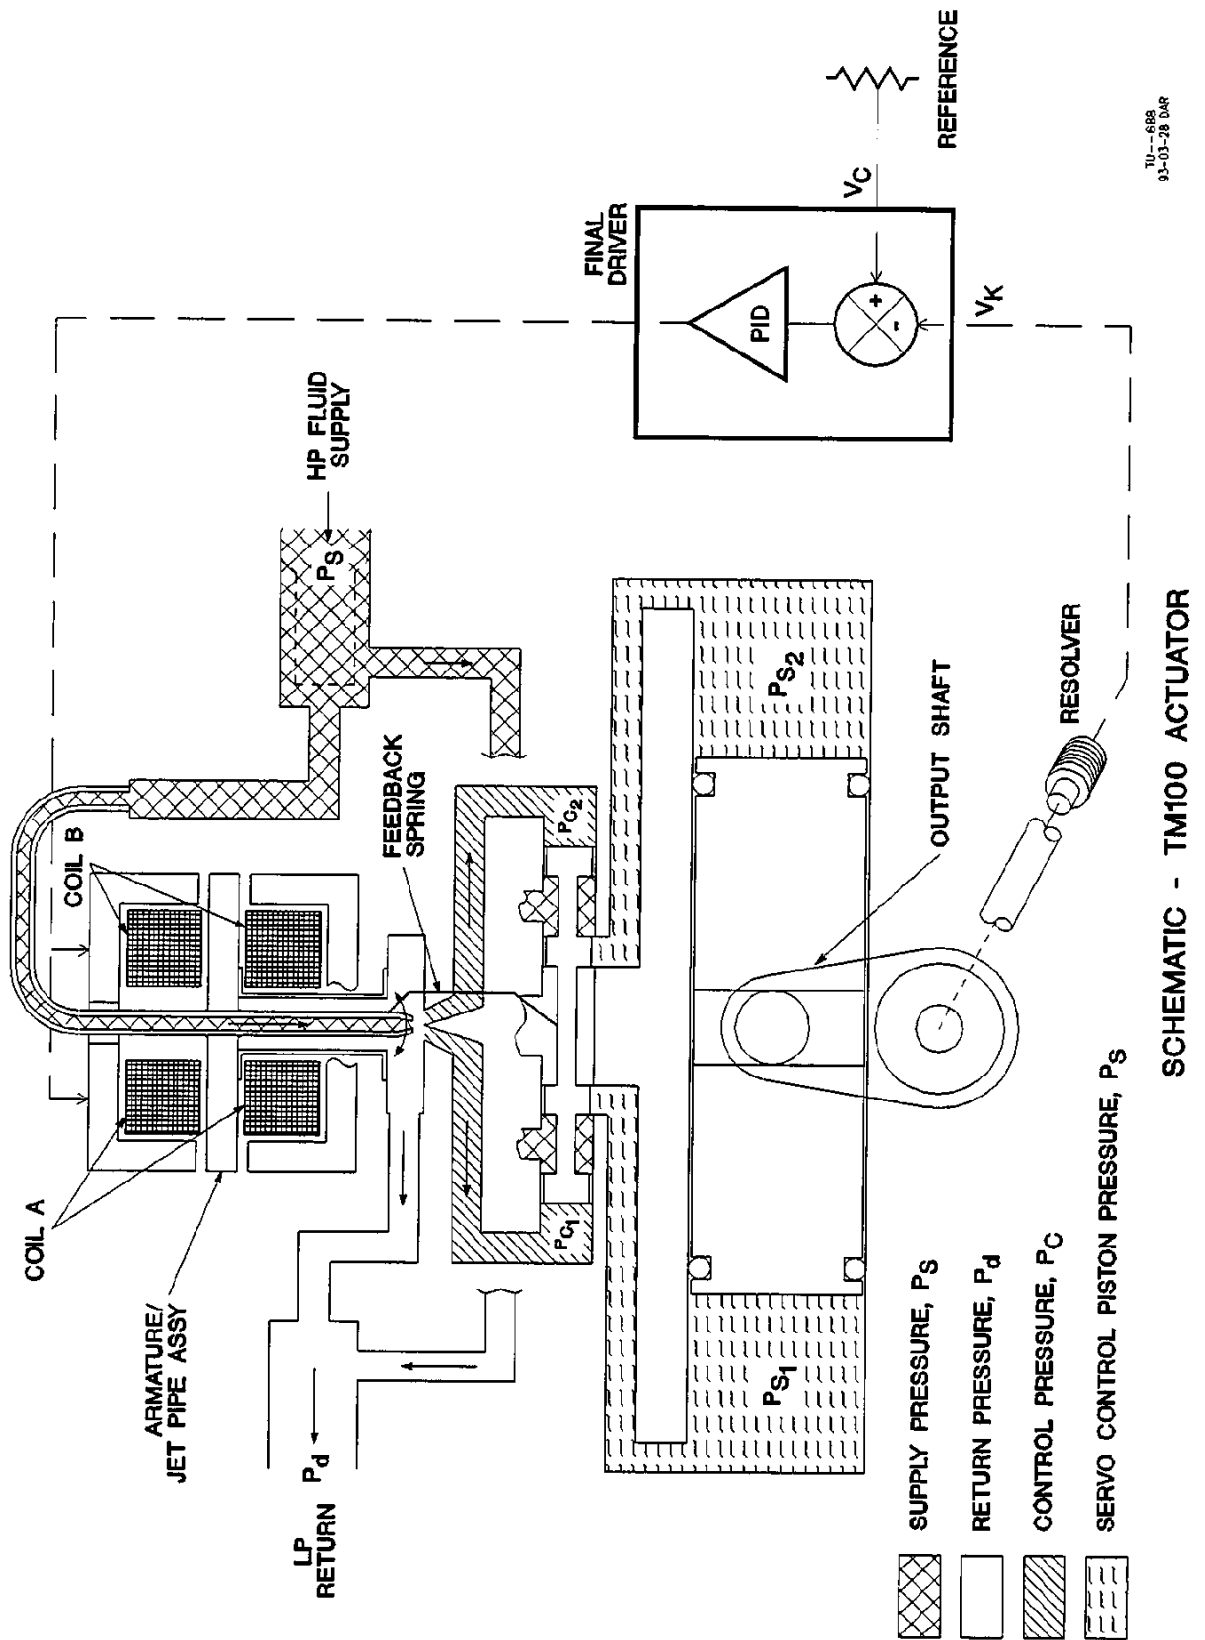 COIL A
COIL B
ARMATURE/
JET PIPE ASSY
LP
RETURN Pd
HP FLUID
SUPPLY
PS
FEEDBACK
SPRING
PC1
PC2
PS1
PS2
FINAL
DRIVER
PID
+
-
VC
VK
REFERENCE
OUTPUT SHAFT
RESOLVER
SUPPLY PRESSURE, PS
RETURN PRESSURE, Pd
CONTROL PRESSURE, PC
SERVO CONTROL PISTON PRESSURE, PS
SCHEMATIC - TM100 ACTUATOR
TU--688
93-03-28 DAR